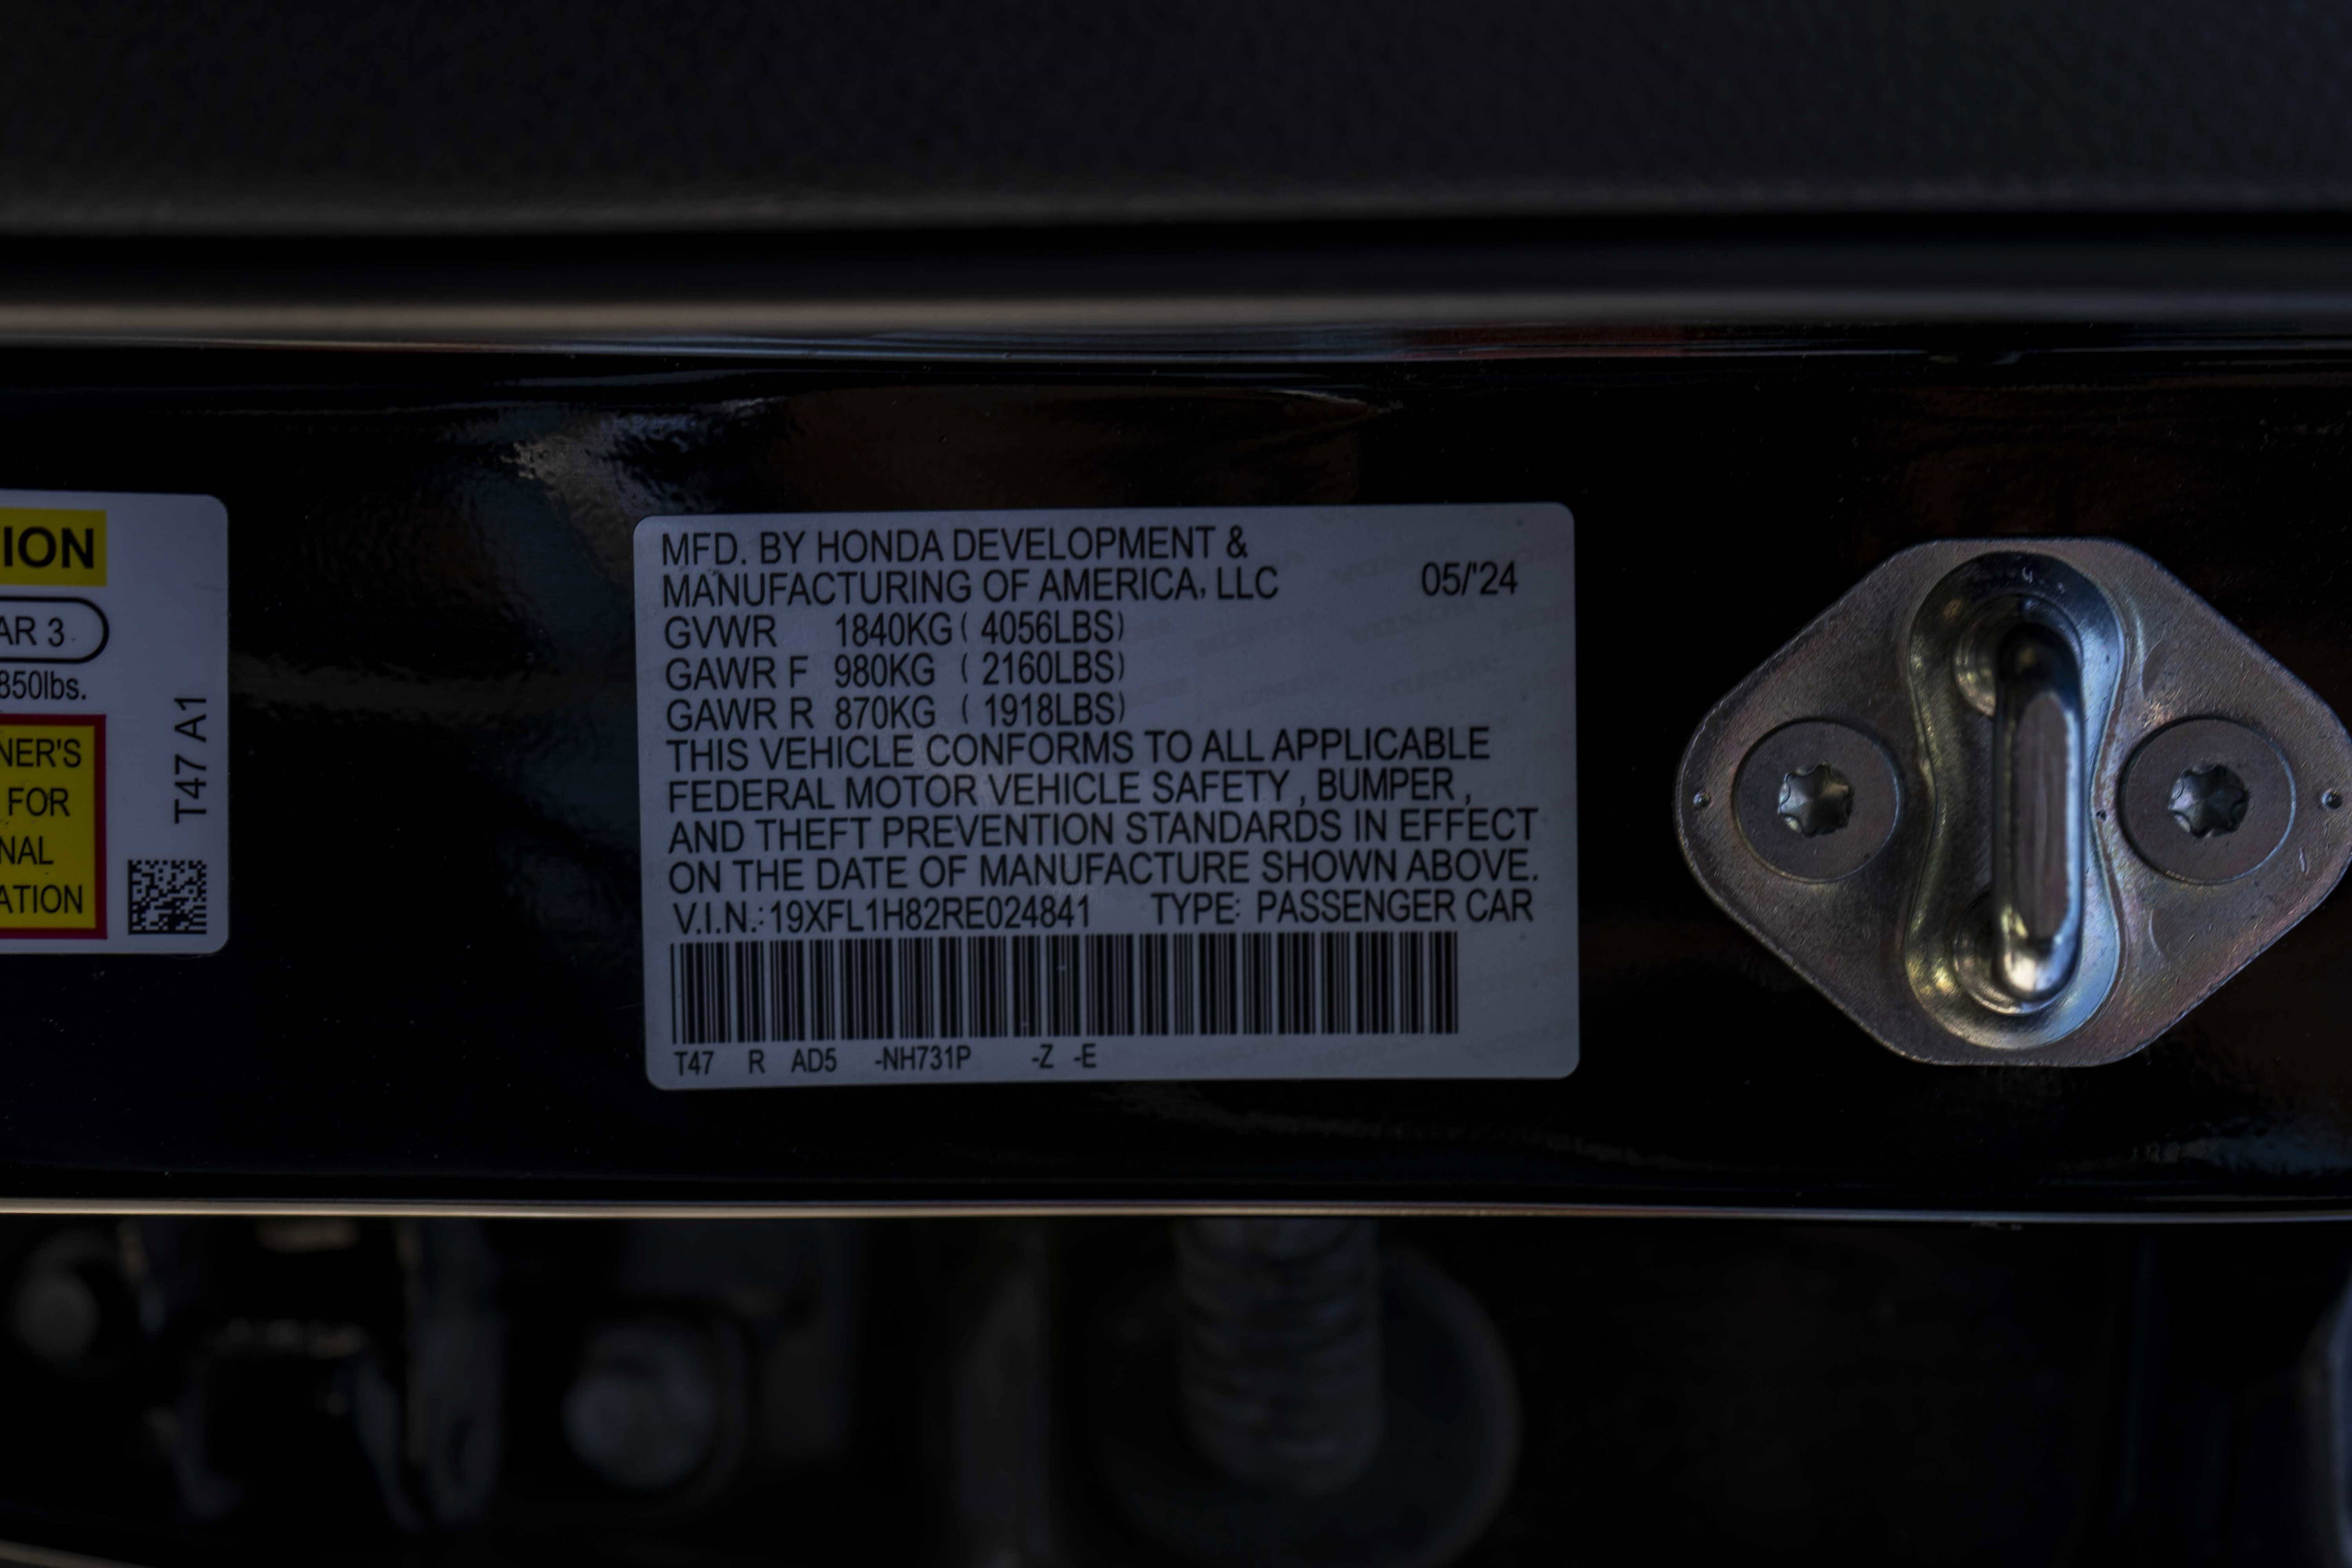 ION
AR 3
850lbs.
NER'S
FOR
NAL
ATION
T47 A1
MFD. BY HONDA DEVELOPMENT &
MANUFACTURING OF AMERICA, LLC 05/'24
GVWR 1840KG ( 4056LBS)
GAWR F 980KG ( 2160LBS)
GAWR R 870KG ( 1918LBS)
THIS VEHICLE CONFORMS TO ALL APPLICABLE
FEDERAL MOTOR VEHICLE SAFETY , BUMPER ,
AND THEFT PREVENTION STANDARDS IN EFFECT
ON THE DATE OF MANUFACTURE SHOWN ABOVE.
V.I.N.: 19XFL1H82RE024841 TYPE: PASSENGER CAR
T47 R AD5 -NH731P -Z -E